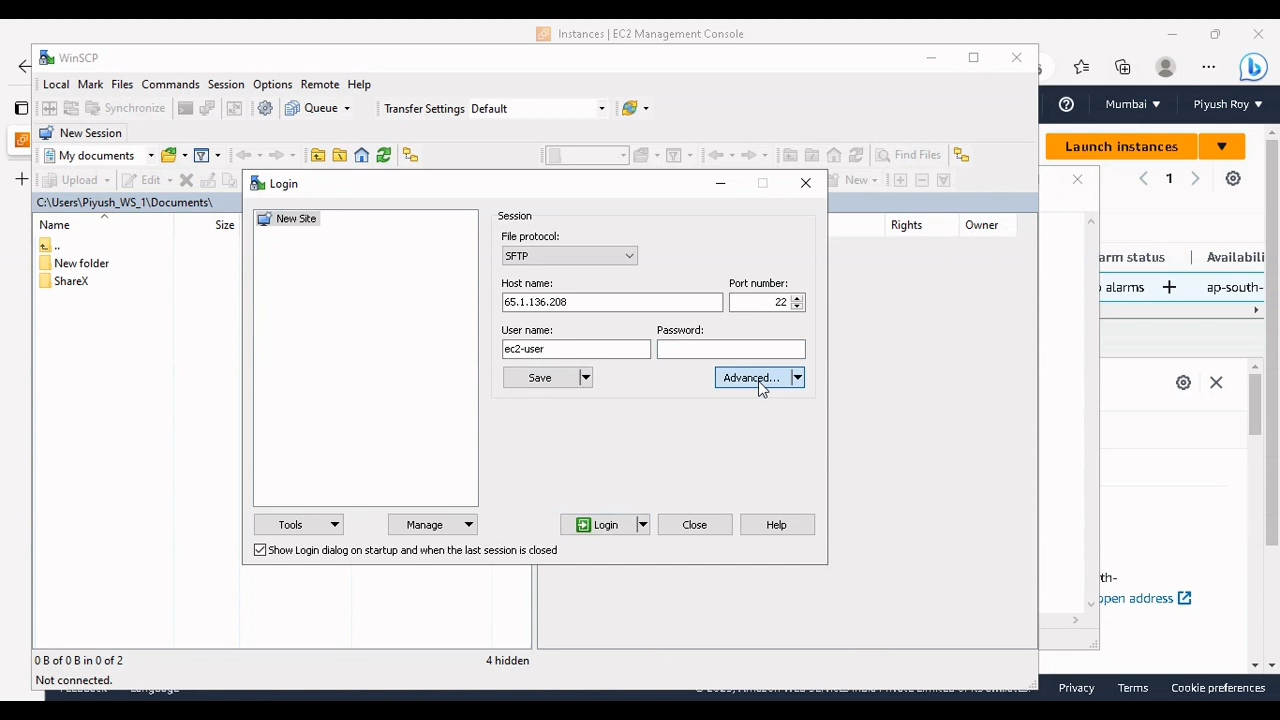 Instances | EC2 Management Console
WinSCP
Local Mark Files Commands Session Options Remote Help
Synchronize Queue Transfer Settings Default
Mumbai Piyush Roy
New Session
Launch instances
My documents Find Files
Upload Edit New
1
Login
C:\Users\Piyush_WS_1\Documents\
Name Size Rights Owner
..
New folder
ShareX
New Site
Session
File protocol:
SFTP
Host name: Port number:
65.1.136.208 22
User name: Password:
ec2-user
Save Advanced...
arm status Availabili
alarms ap-south-
Tools Manage Login Close Help
Show Login dialog on startup and when the last session is closed
th-
open address
0 B of 0 B in 0 of 2 4 hidden
Not connected.
Privacy Terms Cookie preferences